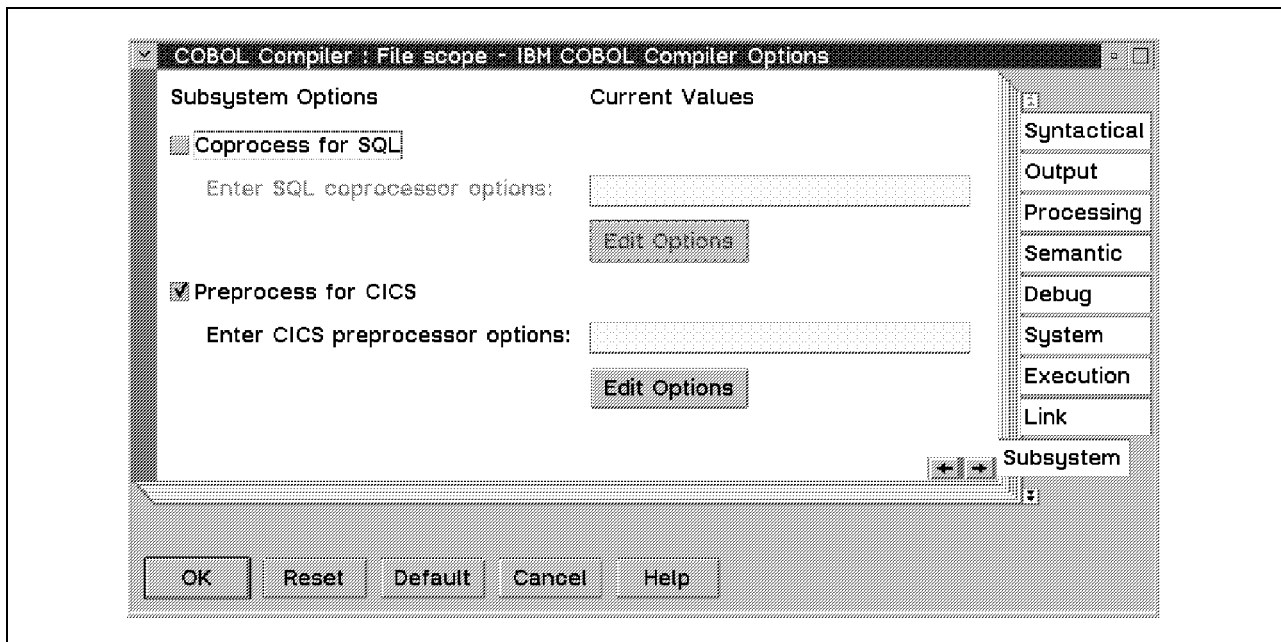 COBOL Compiler : File scope - IBM COBOL Compiler Options
Subsystem Options Current Values
Coprocess for SQL
Enter SQL coprocessor options:
Edit Options
Preprocess for CICS
Enter CICS preprocessor options:
Edit Options
Syntactical
Output
Processing
Semantic
Debug
System
Execution
Link
Subsystem
OK Reset Default Cancel Help